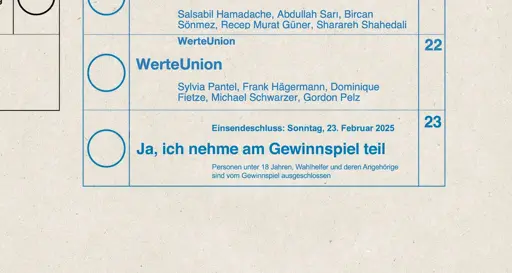 Salsabil Hamadache, Abdullah Sarı, Bircan
Sönmez, Recep Murat Güner, Sharareh Shahedali
WerteUnion
22
WerteUnion
Sylvia Pantel, Frank Hägermann, Dominique
Fietze, Michael Schwarzer, Gordon Pelz
23
Einsendeschluss: Sonntag, 23. Februar 2025
Ja, ich nehme am Gewinnspiel teil
Personen unter 18 Jahren, Wahlhelfer und deren Angehörige
sind vom Gewinnspiel ausgeschlossen